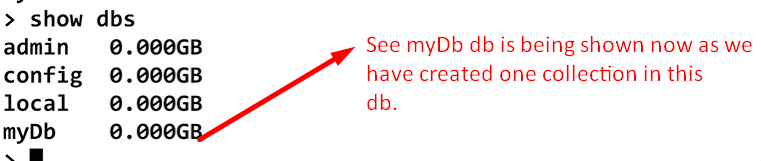 > show dbs
admin 0.000GB
config 0.000GB
local 0.000GB
myDb 0.000GB
>
See myDb db is being shown now as we
have created one collection in this
db.